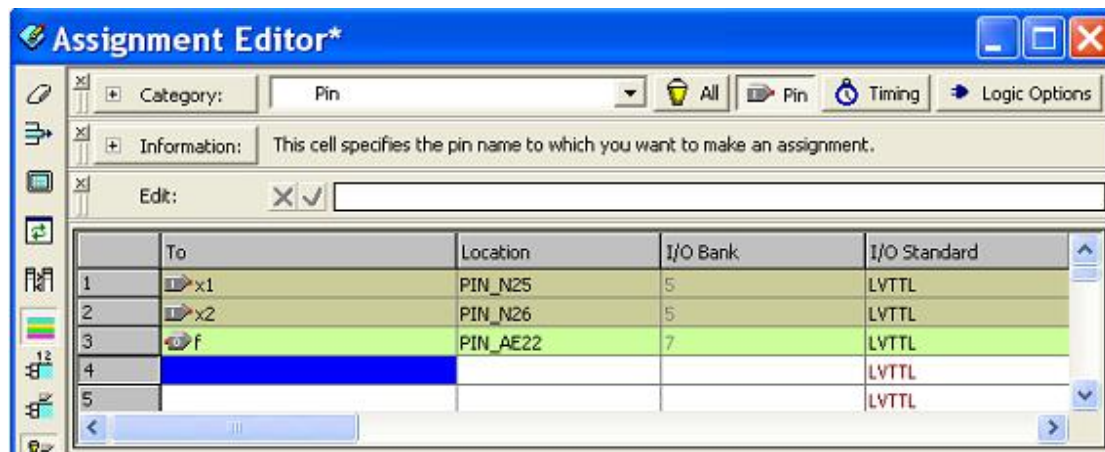 Assignment Editor*
Category: Pin All Pin Timing Logic Options
Information: This cell specifies the pin name to which you want to make an assignment.
Edit:
To Location I/O Bank I/O Standard
1 x1 PIN_N25 5 LVTTL
2 x2 PIN_N26 5 LVTTL
3 f PIN_AE22 7 LVTTL
4 LVTTL
5 LVTTL
12